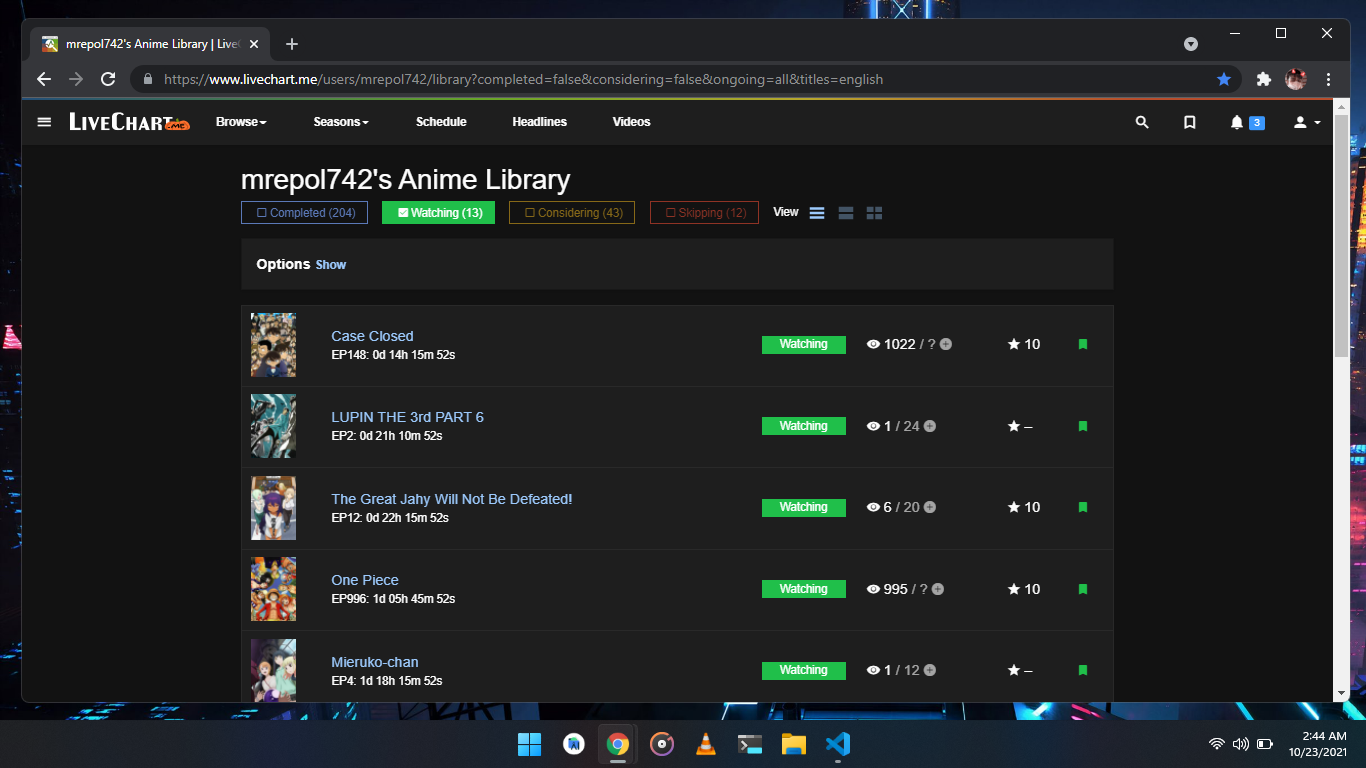 mrepol742's Anime Library | Live
https://www.livechart.me/users/mrepol742/library?completed=false&considering=false&ongoing=all&titles=english
LIVECHART.ME Browse Seasons Schedule Headlines Videos 3
mrepol742's Anime Library
Completed (204) Watching (13) Considering (43) Skipping (12) View
Options Show
Case Closed
EP148: 0d 14h 15m 52s
Watching 1022 / ? 10
LUPIN THE 3rd PART 6
EP2: 0d 21h 10m 52s
Watching 1 / 24 –
The Great Jahy Will Not Be Defeated!
EP12: 0d 22h 15m 52s
Watching 6 / 20 10
One Piece
EP996: 1d 05h 45m 52s
Watching 995 / ? 10
Mieruko-chan
EP4: 1d 18h 15m 52s
Watching 1 / 12 –
2:44 AM
10/23/2021